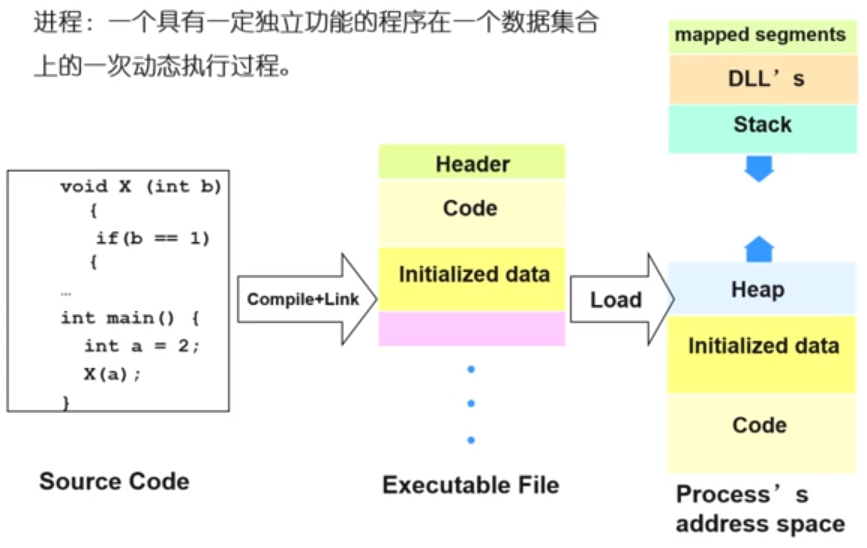 进程：一个具有一定独立功能的程序在一个数据集合
上的一次动态执行过程。
void X (int b)
{
if(b == 1)
{
…
int main() {
int a = 2;
X(a);
}
Source Code
Compile+Link
Header
Code
Initialized data
Executable File
Load
mapped segments
DLL’s
Stack
Heap
Initialized data
Code
Process’s
address space